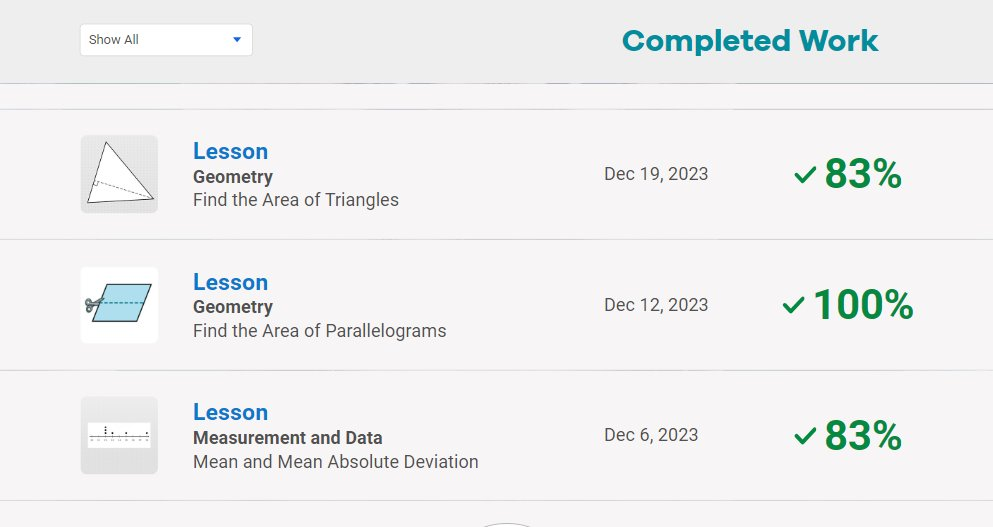 Show All
Completed Work
Lesson
Geometry
Find the Area of Triangles
Dec 19, 2023
83%
Lesson
Geometry
Find the Area of Parallelograms
Dec 12, 2023
100%
Lesson
Measurement and Data
Mean and Mean Absolute Deviation
Dec 6, 2023
83%